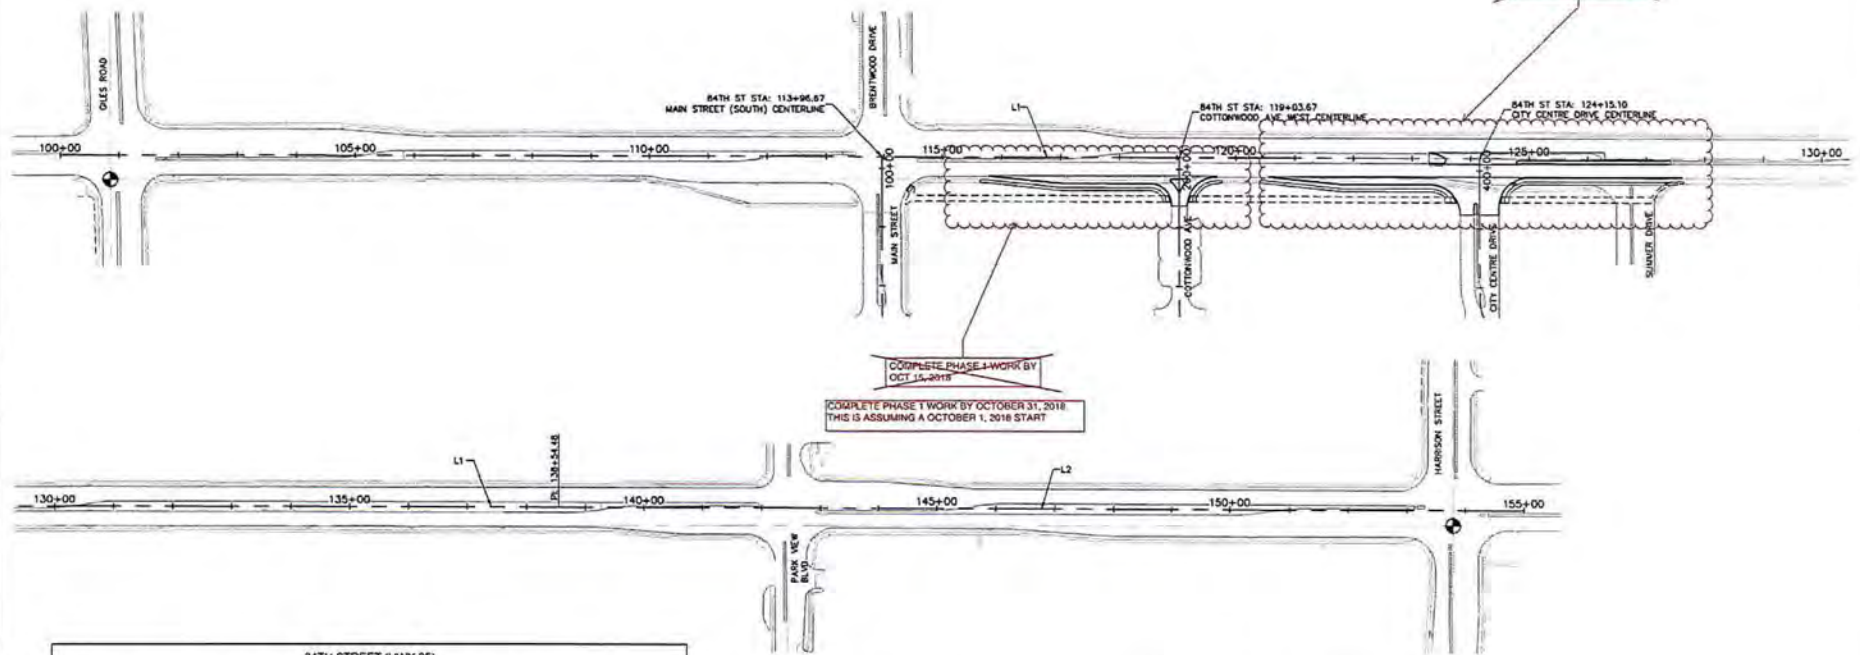 GILES ROAD
BRENTWOOD DRIVE
84TH ST STA: 113+96.67
MAIN STREET (SOUTH) CENTERLINE
L1
84TH ST STA: 119+03.67
COTTONWOOD AVE WEST CENTERLINE
84TH ST STA: 124+15.10
CITY CENTRE DRIVE CENTERLINE
100+00
105+00
110+00
115+00
120+00
125+00
130+00
100+00
200+00
400+00
MAIN STREET
COTTONWOOD AVE
CITY CENTRE DRIVE
SUMMER DRIVE
COMPLETE PHASE 1 WORK BY
OCT 15, 2018
COMPLETE PHASE 1 WORK BY OCTOBER 31, 2018
THIS IS ASSUMING A OCTOBER 1, 2018 START
HARRISON STREET
L1
PI: 138+54.48
L2
130+00
135+00
140+00
145+00
150+00
155+00
PARK VIEW
BLVD